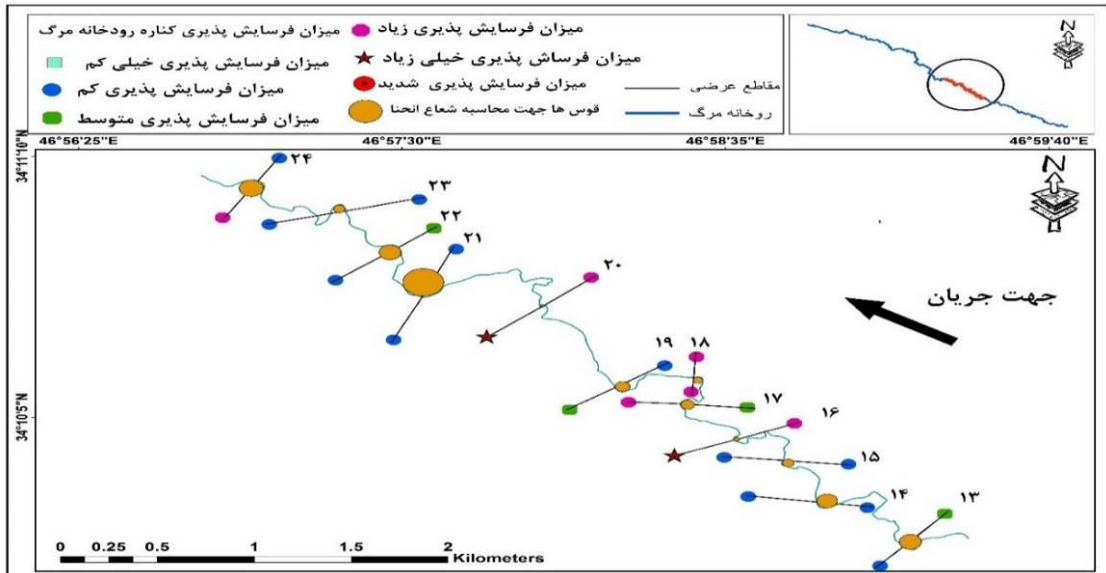 میزان فرسایش پذیری کناره رودخانه مرگ
میزان فرسایش پذیری زیاد
میزان فرسایش پذیری خیلی کم
میزان فرساش پذیری خیلی زیاد
میزان فرسایش پذیری کم
میزان فرسایش پذیری شدید
مقاطع عرضی
میزان فرسایش پذیری متوسط
قوس ها جهت محاسبه شعاع انحنا
روخانه مرگ
N
46°56'25"E 46°57'30"E 46°58'35"E 46°59'40"E
34°11'10"N
34°10'5"N
N
۲۴
۲۳
۲۲
۲۱
۲۰
جهت جریان
۱۹
۱۸
۱۷
۱۶
۱۵
۱۴
۱۳
0 0.25 0.5 1 1.5 2
Kilometers